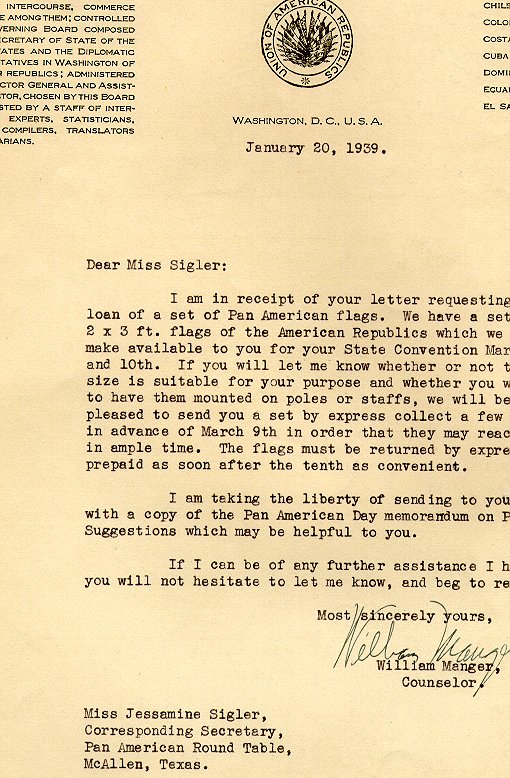 INTERCOURSE, COMMERCE
E AMONG THEM; CONTROLLED
VERNING BOARD COMPOSED
ECRETARY OF STATE OF THE
ATES AND THE DIPLOMATIC
TATIVES IN WASHINGTON OF
R REPUBLICS; ADMINISTERED
CTOR GENERAL AND ASSIST-
CTOR, CHOSEN BY THIS BOARD
STED BY A STAFF OF INTER-
EXPERTS, STATISTICIANS,
COMPILERS, TRANSLATORS
ARIANS.
UNION OF AMERICAN REPUBLICS
CHILE
COLO
COSTA
CUBA
DOMIN
ECUA
EL SA
WASHINGTON, D. C., U. S. A.
January 20, 1939.
Dear Miss Sigler:
I am in receipt of your letter requesting
loan of a set of Pan American flags. We have a set
2 x 3 ft. flags of the American Republics which we
make available to you for your State Convention Mar
and 10th. If you will let me know whether or not t
size is suitable for your purpose and whether you w
to have them mounted on poles or staffs, we will be
pleased to send you a set by express collect a few
in advance of March 9th in order that they may reac
in ample time. The flags must be returned by expre
prepaid as soon after the tenth as convenient.
I am taking the liberty of sending to you
with a copy of the Pan American Day memorandum on P
Suggestions which may be helpful to you.
If I can be of any further assistance I h
you will not hesitate to let me know, and beg to re
Most sincerely yours,
William Manger
William Manger,
Counselor.
Miss Jessamine Sigler,
Corresponding Secretary,
Pan American Round Table,
McAllen, Texas.